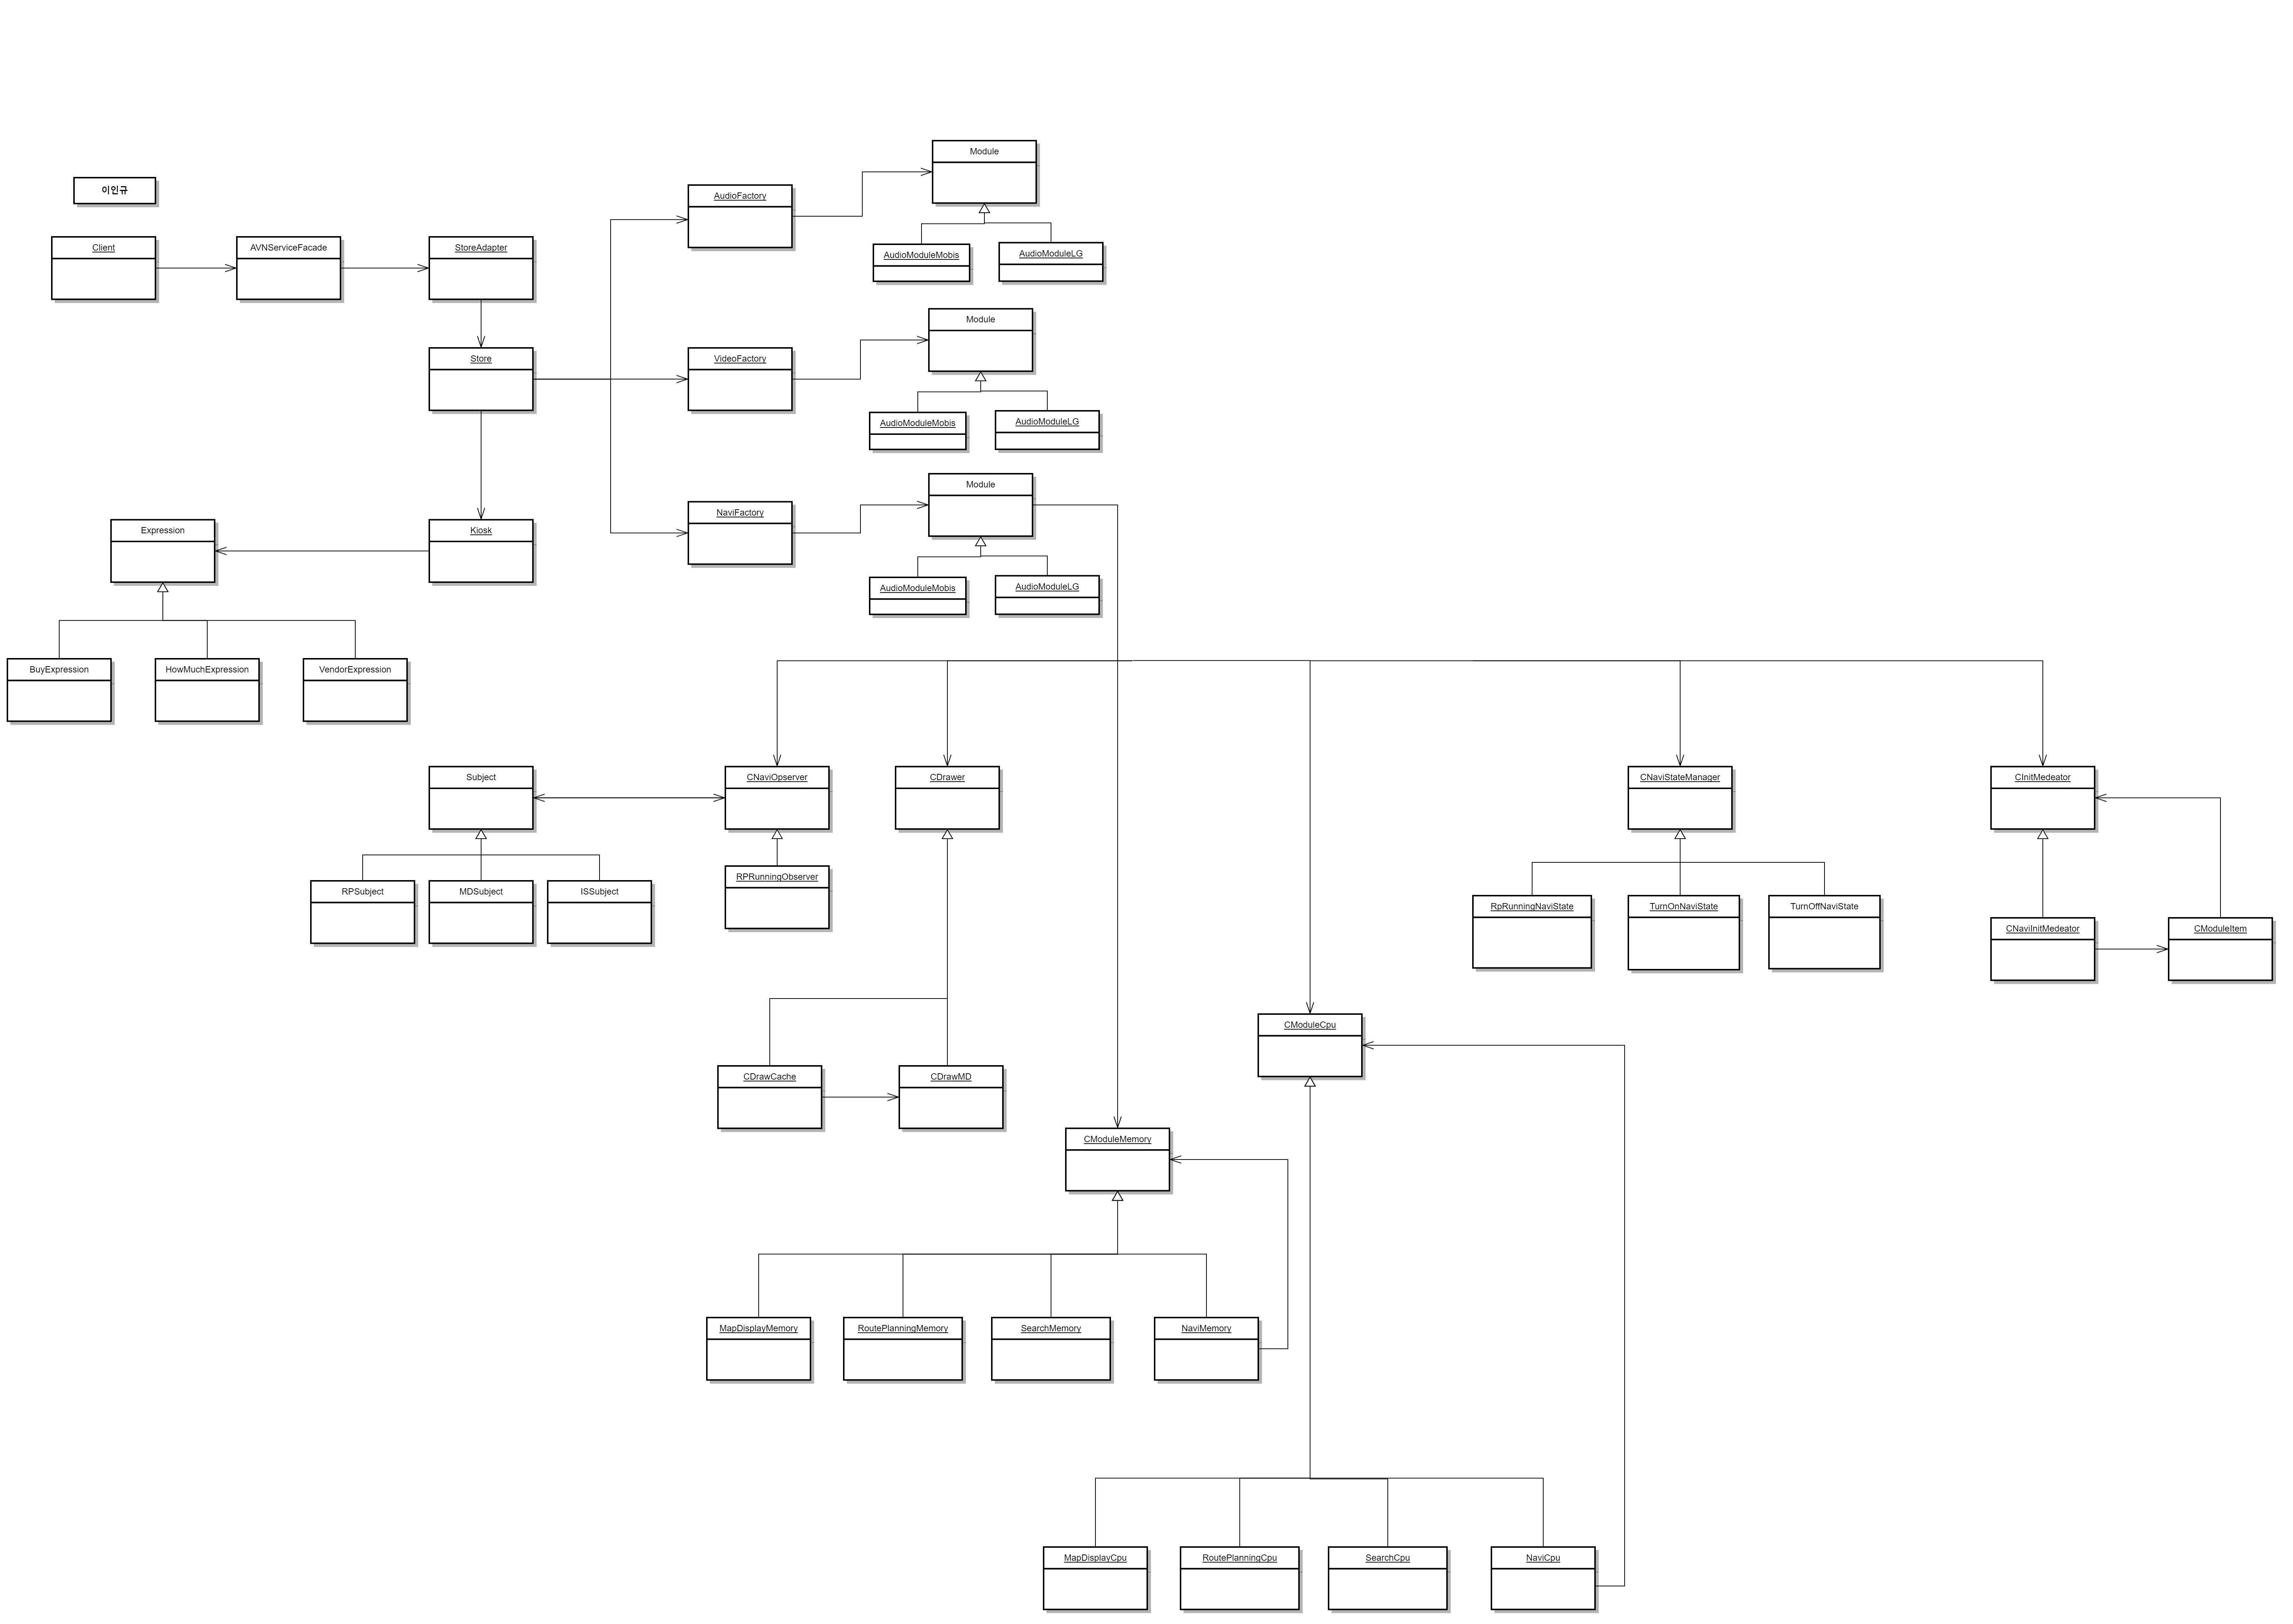 Module
이인규
AudioFactory
Client
AVNServiceFacade
StoreAdapter
AudioModuleMobis
AudioModuleLG
Module
Store
VideoFactory
AudioModuleMobis
AudioModuleLG
Module
NaviFactory
Expression
Kiosk
AudioModuleMobis
AudioModuleLG
BuyExpression
HowMuchExpression
VendorExpression
Subject
CNaviOpserver
CDrawer
CNaviStateManager
CInitMedeator
RPRunningObserver
RPSubject
MDSubject
ISSubject
RpRunningNaviState
TurnOnNaviState
TurnOffNaviState
CNaviInitMedeator
CModuleItem
CModuleCpu
CDrawCache
CDrawMD
CModuleMemory
MapDisplayMemory
RoutePlanningMemory
SearchMemory
NaviMemory
MapDisplayCpu
RoutePlanningCpu
SearchCpu
NaviCpu